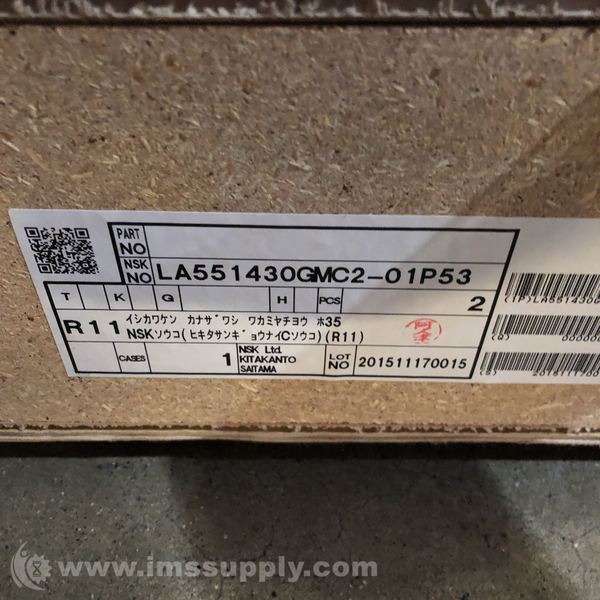 PART NO
NSK NO LA551430GMC2-01P53
T K G H PCS 2
R11 イシカワケン カナザワシ ワカミヤチヨウ ホ35
NSKソウコ(ヒキタサンギョウナイCソウコ)(R11)
CASES 1 NSK Ltd. KITAKANTO SAITAMA LOT NO 201511170015
(1P)LA551430G
www.imssupply.com